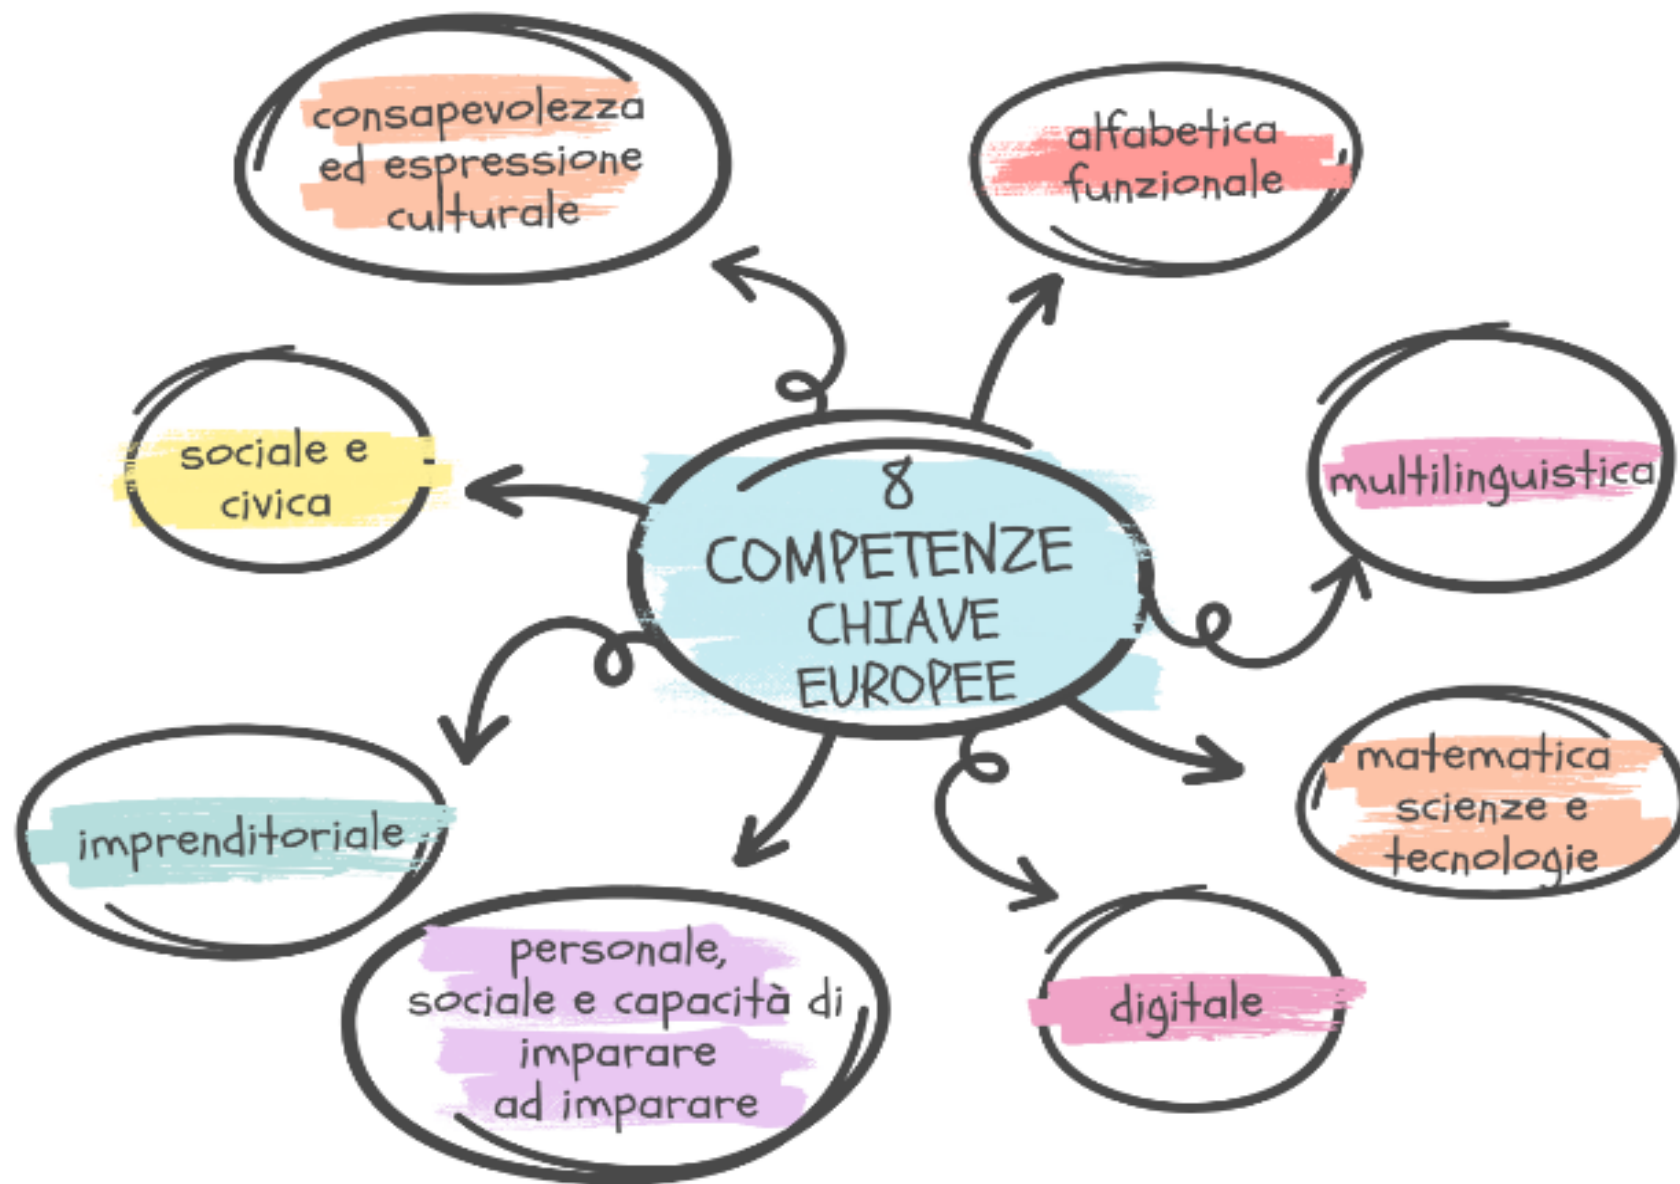 consapevolezza
ed espressione
culturale
alfabetica
funzionale
sociale e
civica
multilinguistica
8
COMPETENZE
CHIAVE
EUROPEE
imprenditoriale
matematica
scienze e
tecnologie
personale,
sociale e capacità di
imparare
ad imparare
digitale